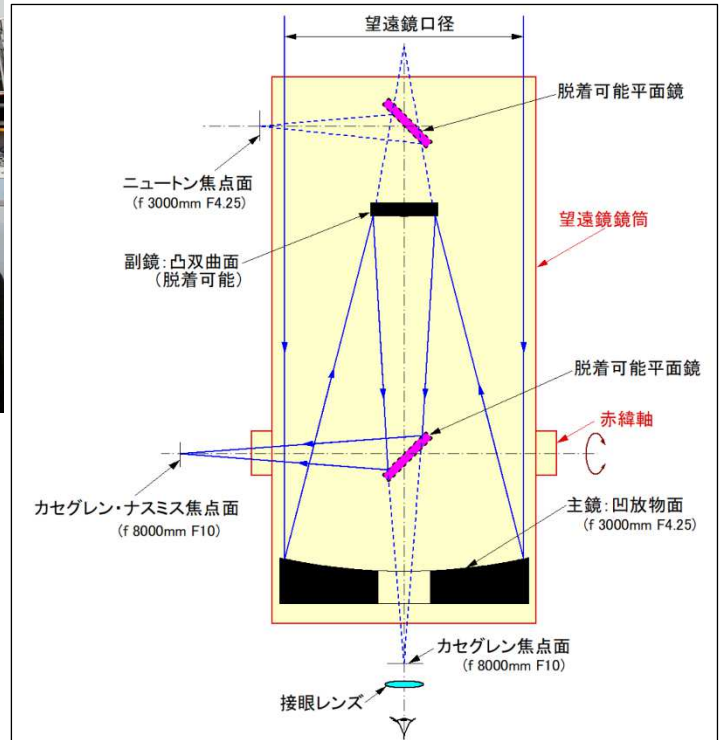 望遠鏡口径
脱着可能平面鏡
ニュートン焦点面
(f 3000mm F4.25)
望遠鏡鏡筒
副鏡:凸双曲面
(脱着可能)
脱着可能平面鏡
赤緯軸
カセグレン・ナスミス焦点面
(f 8000mm F10)
主鏡:凹放物面
(f 3000mm F4.25)
カセグレン焦点面
(f 8000mm F10)
接眼レンズ